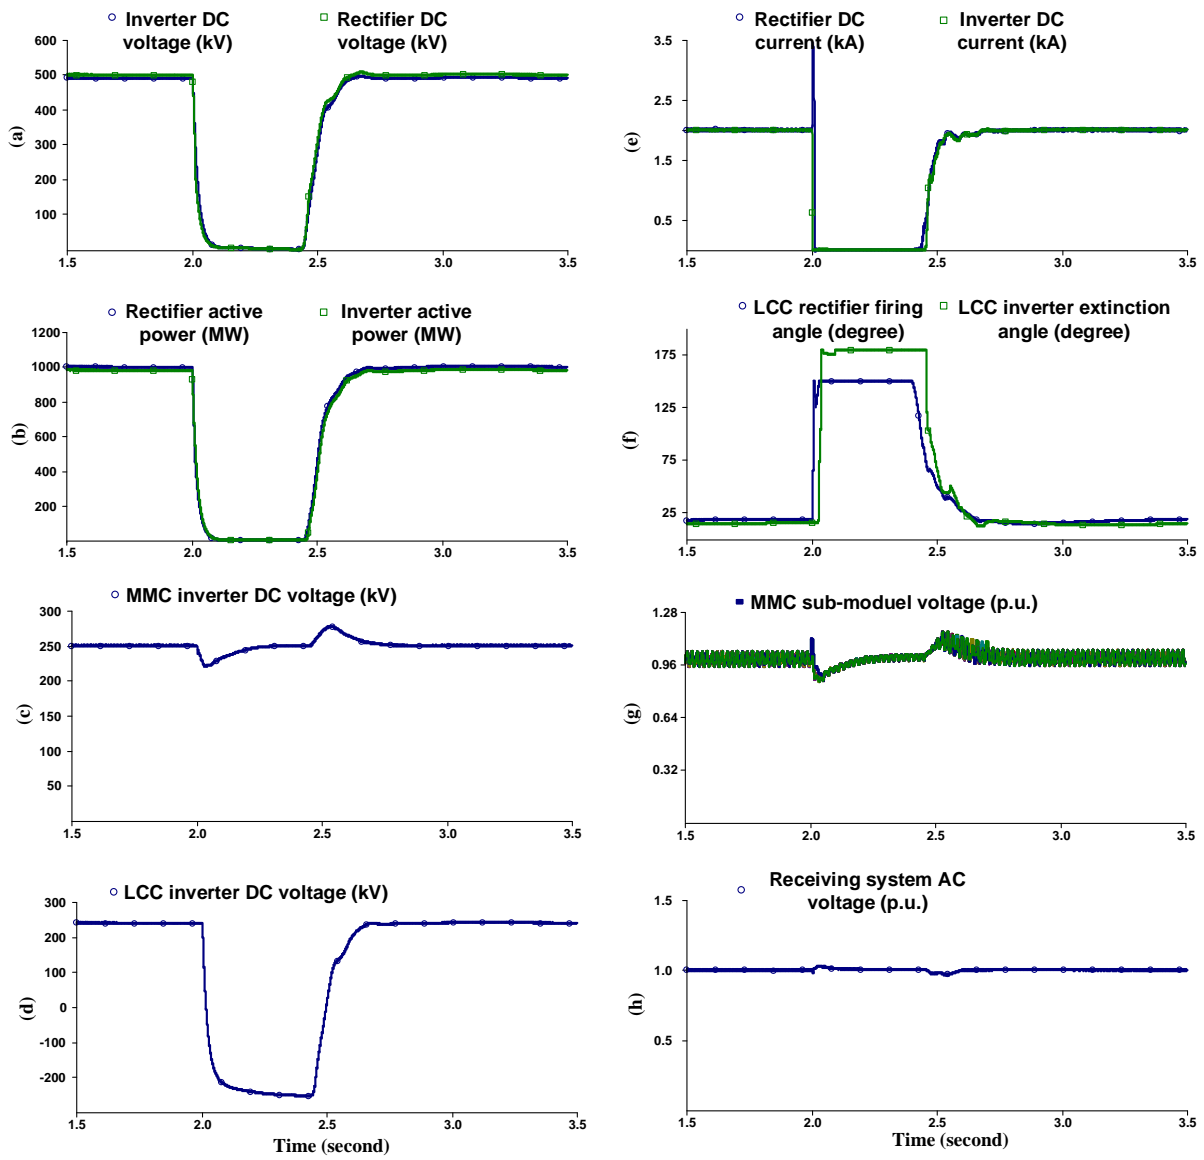 Inverter DC voltage (kV)
Rectifier DC voltage (kV)
600
500
400
300
200
100
(a)
1.5 2.0 2.5 3.0 3.5
Rectifier DC current (kA)
Inverter DC current (kA)
3.5
2.5
1.5
0.5
(e)
1.5 2.0 2.5 3.0 3.5
Rectifier active power (MW)
Inverter active power (MW)
1200
1000
800
600
400
200
(b)
1.5 2.0 2.5 3.0 3.5
LCC rectifier firing angle (degree)
LCC inverter extinction angle (degree)
175
125
75
25
(f)
1.5 2.0 2.5 3.0 3.5
MMC inverter DC voltage (kV)
300
250
200
150
100
50
(c)
1.5 2.0 2.5 3.0 3.5
MMC sub-moduel voltage (p.u.)
1.28
0.96
0.64
0.32
(g)
1.5 2.0 2.5 3.0 3.5
LCC inverter DC voltage (kV)
300
200
100
0
-100
-200
(d)
1.5 2.0 2.5 3.0 3.5
Time (second)
Receiving system AC voltage (p.u.)
1.5
1.0
0.5
(h)
1.5 2.0 2.5 3.0 3.5
Time (second)